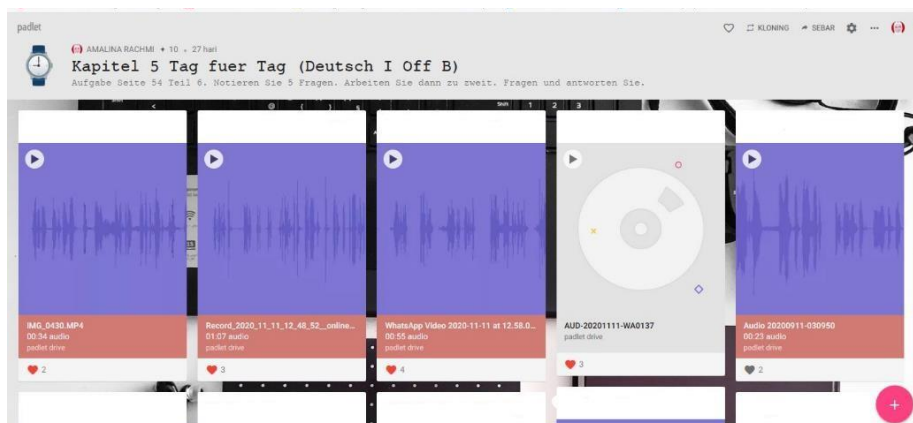 padlet
KLONING
SEBAR
AMALINA RACHMI + 10 • 27 hari
Kapitel 5 Tag fuer Tag (Deutsch I Off B)
Aufgabe Seite 54 Teil 6. Notieren Sie 5 Fragen. Arbeiten Sie dann zu zweit. Fragen und antworten Sie.
IMG_0430.MP4
00:34 audio
padlet drive
2
Record_2020_11_11_12_48_52__online...
01:07 audio
padlet drive
3
WhatsApp Video 2020-11-11 at 12.58.0...
00:55 audio
padlet drive
4
AUD-20201111-WA0137
padlet drive
3
Audio 20200911-030950
00:23 audio
padlet drive
2